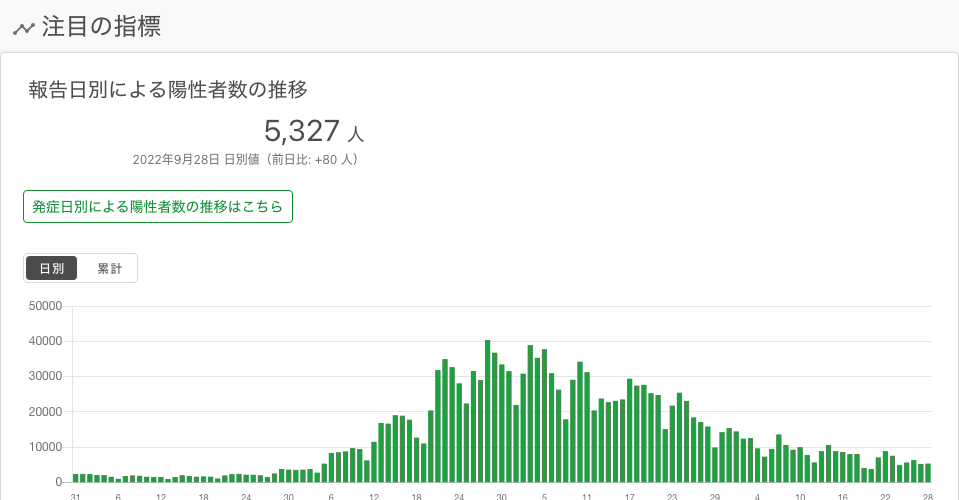 注目の指標
報告日別による陽性者数の推移
5,327 人
2022年9月28日 日別値（前日比: +80 人）
発症日別による陽性者数の推移はこちら
日別 累計
50000
40000
30000
20000
10000
0
31 6 12 18 24 30 6 12 18 24 30 5 11 17 23 29 4 10 16 22 28